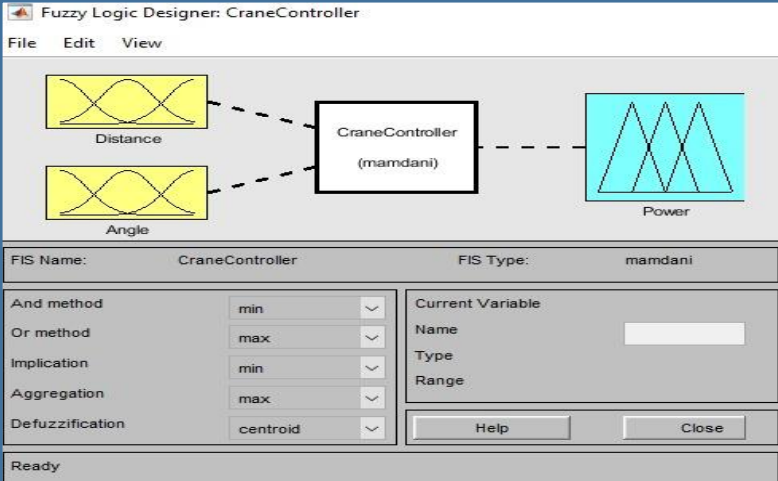 Fuzzy Logic Designer: CraneController
File Edit View
Distance
Angle
CraneController
(mamdani)
Power
FIS Name: CraneController FIS Type: mamdani
And method min
Or method max
Implication min
Aggregation max
Defuzzification centroid
Current Variable
Name
Type
Range
Help Close
Ready